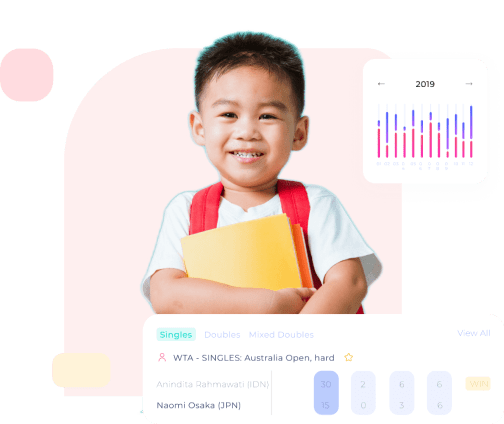 ← 2019 →
Singles Doubles Mixed Doubles View All
WTA - SINGLES: Australia Open, hard
Anindita Rahmawati (IDN) 30 2 6 6 WIN
Naomi Osaka (JPN) 15 0 3 6